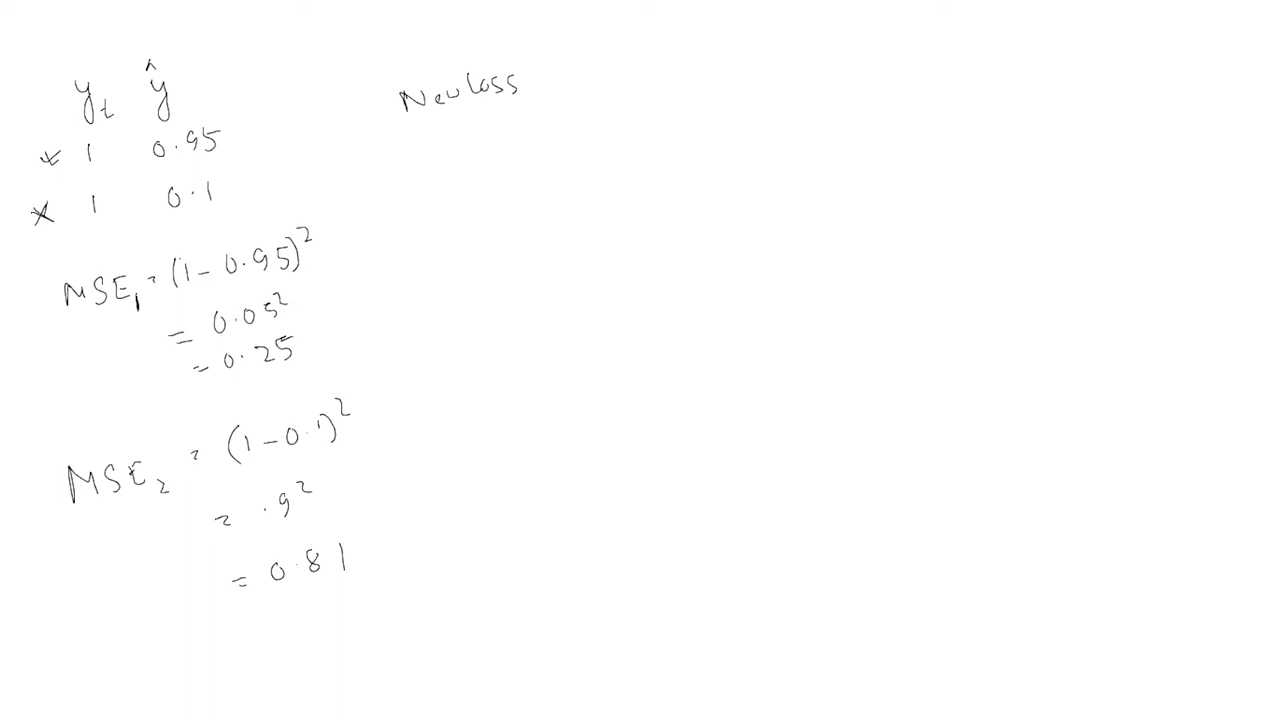 y_t ŷ
* 1 0.95
* 1 0.1
MSE₁ = (1 - 0.95)²
= 0.05²
= 0.25
MSE₂ = (1 - 0.1)²
= .9²
= 0.81
New Loss